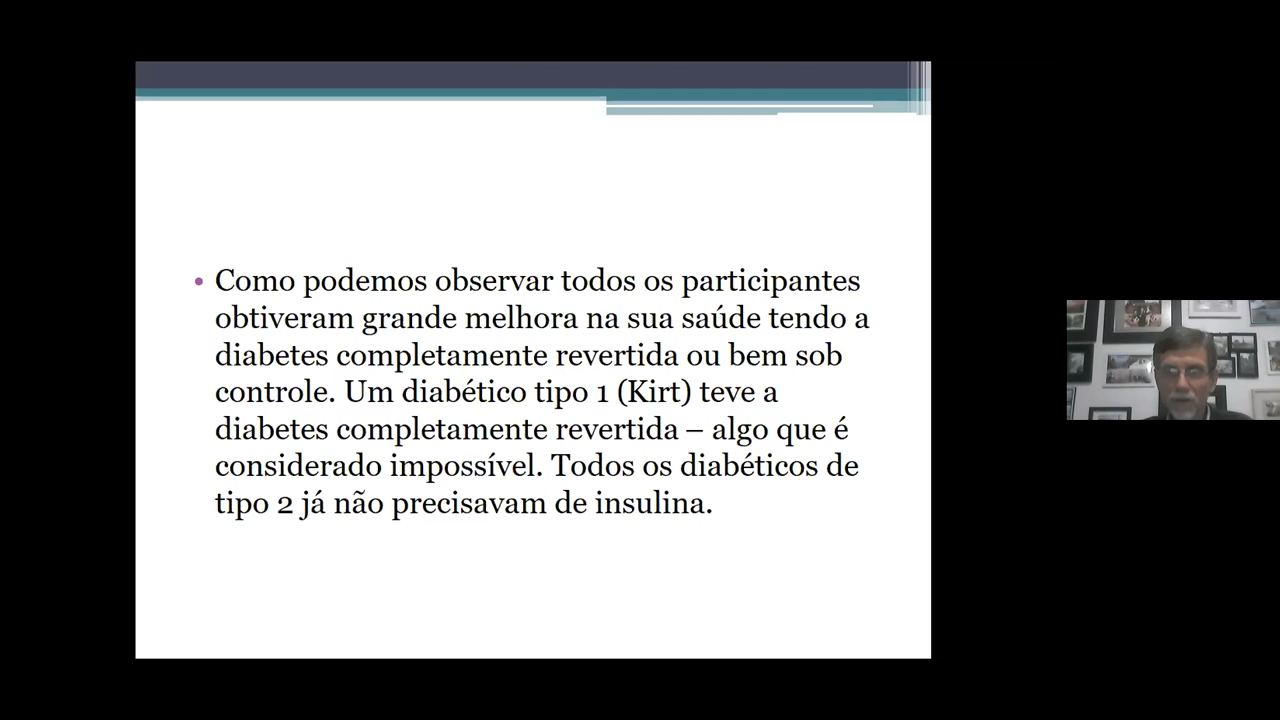 • Como podemos observar todos os participantes
obtiveram grande melhora na sua saúde tendo a
diabetes completamente revertida ou bem sob
controle. Um diabético tipo 1 (Kirt) teve a
diabetes completamente revertida – algo que é
considerado impossível. Todos os diabéticos de
tipo 2 já não precisavam de insulina.